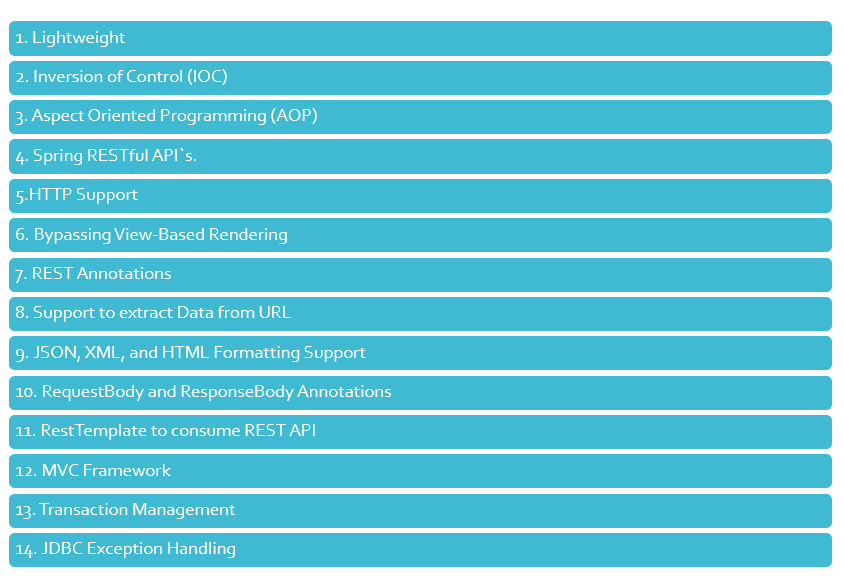 1. Lightweight
2. Inversion of Control (IOC)
3. Aspect Oriented Programming (AOP)
4. Spring RESTful API`s.
5.HTTP Support
6. Bypassing View-Based Rendering
7. REST Annotations
8. Support to extract Data from URL
9. JSON, XML, and HTML Formatting Support
10. RequestBody and ResponseBody Annotations
11. RestTemplate to consume REST API
12. MVC Framework
13. Transaction Management
14. JDBC Exception Handling